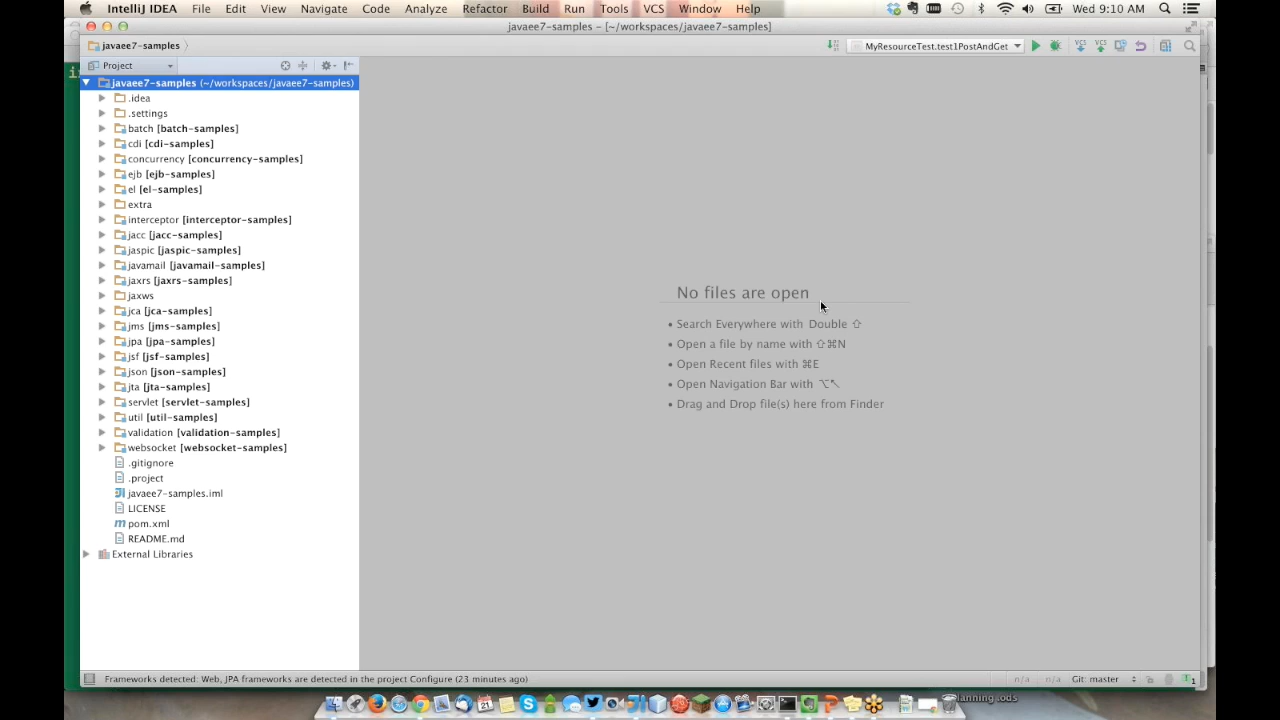 IntelliJ IDEA File Edit View Navigate Code Analyze Refactor Build Run Tools VCS Window Help Wed 9:10 AM
javaee7-samples – [~/workspaces/javaee7-samples]
javaee7-samples MyResourceTest.test1PostAndGet
Project
javaee7-samples (~/workspaces/javaee7-samples)
.idea
.settings
batch [batch-samples]
cdi [cdi-samples]
concurrency [concurrency-samples]
ejb [ejb-samples]
el [el-samples]
extra
interceptor [interceptor-samples]
jacc [jacc-samples]
jaspic [jaspic-samples]
javamail [javamail-samples]
jaxrs [jaxrs-samples]
jaxws
jca [jca-samples]
jms [jms-samples]
jpa [jpa-samples]
jsf [jsf-samples]
json [json-samples]
jta [jta-samples]
servlet [servlet-samples]
util [util-samples]
validation [validation-samples]
websocket [websocket-samples]
.gitignore
.project
javaee7-samples.iml
LICENSE
pom.xml
README.md
External Libraries
No files are open
• Search Everywhere with Double ⇧
• Open a file by name with ⇧⌘N
• Open Recent files with ⌘E
• Open Navigation Bar with ⌥↖
• Drag and Drop file(s) here from Finder
Frameworks detected: Web, JPA frameworks are detected in the project Configure (23 minutes ago) n/a n/a Git: master
lanning.ods